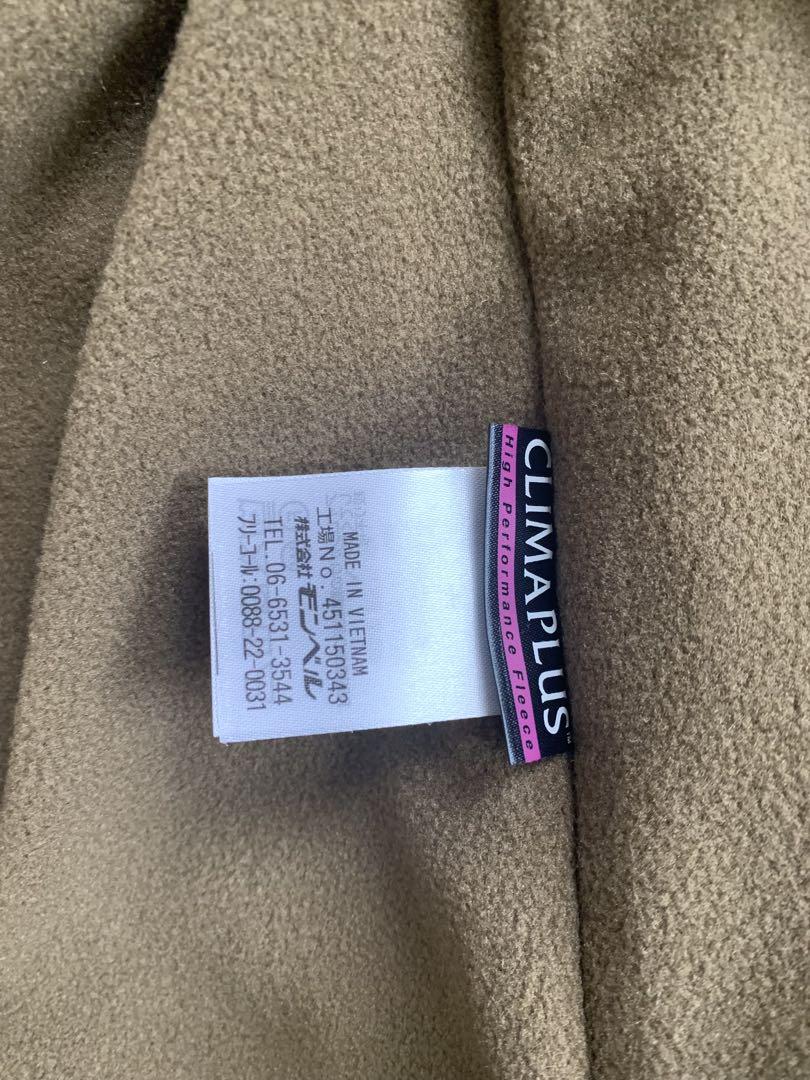 CLIMAPLUS™
High Performance Fleece
MADE IN VIETNAM
工場No. 451150343
株式会社 モンベル
TEL.06-6531-3544
フリーコール:0088-22-0031